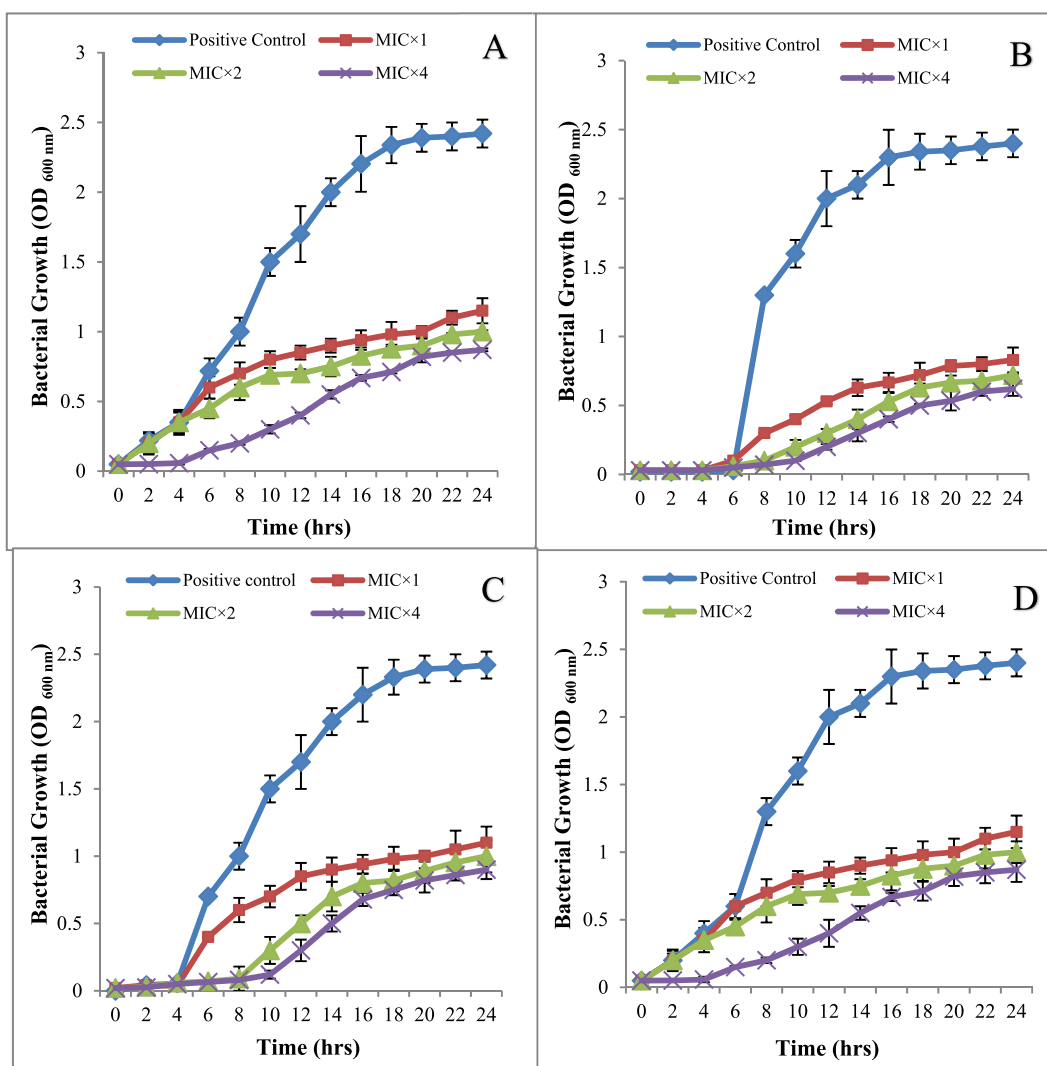 A
Positive Control
MIC×1
MIC×2
MIC×4
Bacterial Growth (OD 600 nm)
3
2.5
2
1.5
1
0.5
0
0 2 4 6 8 10 12 14 16 18 20 22 24
Time (hrs)
B
Positive Control
MIC×1
MIC×2
MIC×4
Bacterial Growth (OD 600 nm)
3
2.5
2
1.5
1
0.5
0
0 2 4 6 8 10 12 14 16 18 20 22 24
Time (hrs)
C
Positive control
MIC×1
MIC×2
MIC×4
Bacterial Growth (OD 600 nm)
3
2.5
2
1.5
1
0.5
0
0 2 4 6 8 10 12 14 16 18 20 22 24
Time (hrs)
D
Positive Control
MIC×1
MIC×2
MIC×4
Bacterial Growth (OD 600 nm)
3
2.5
2
1.5
1
0.5
0
0 2 4 6 8 10 12 14 16 18 20 22 24
Time (hrs)